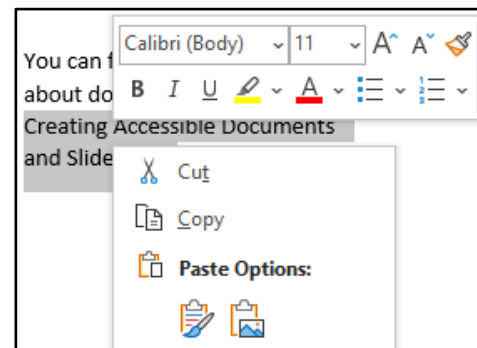 Calibri (Body) 11 A A
You can
about do B I U A
Creating Accessible Documents
and Slide
Cut
Copy
Paste Options: